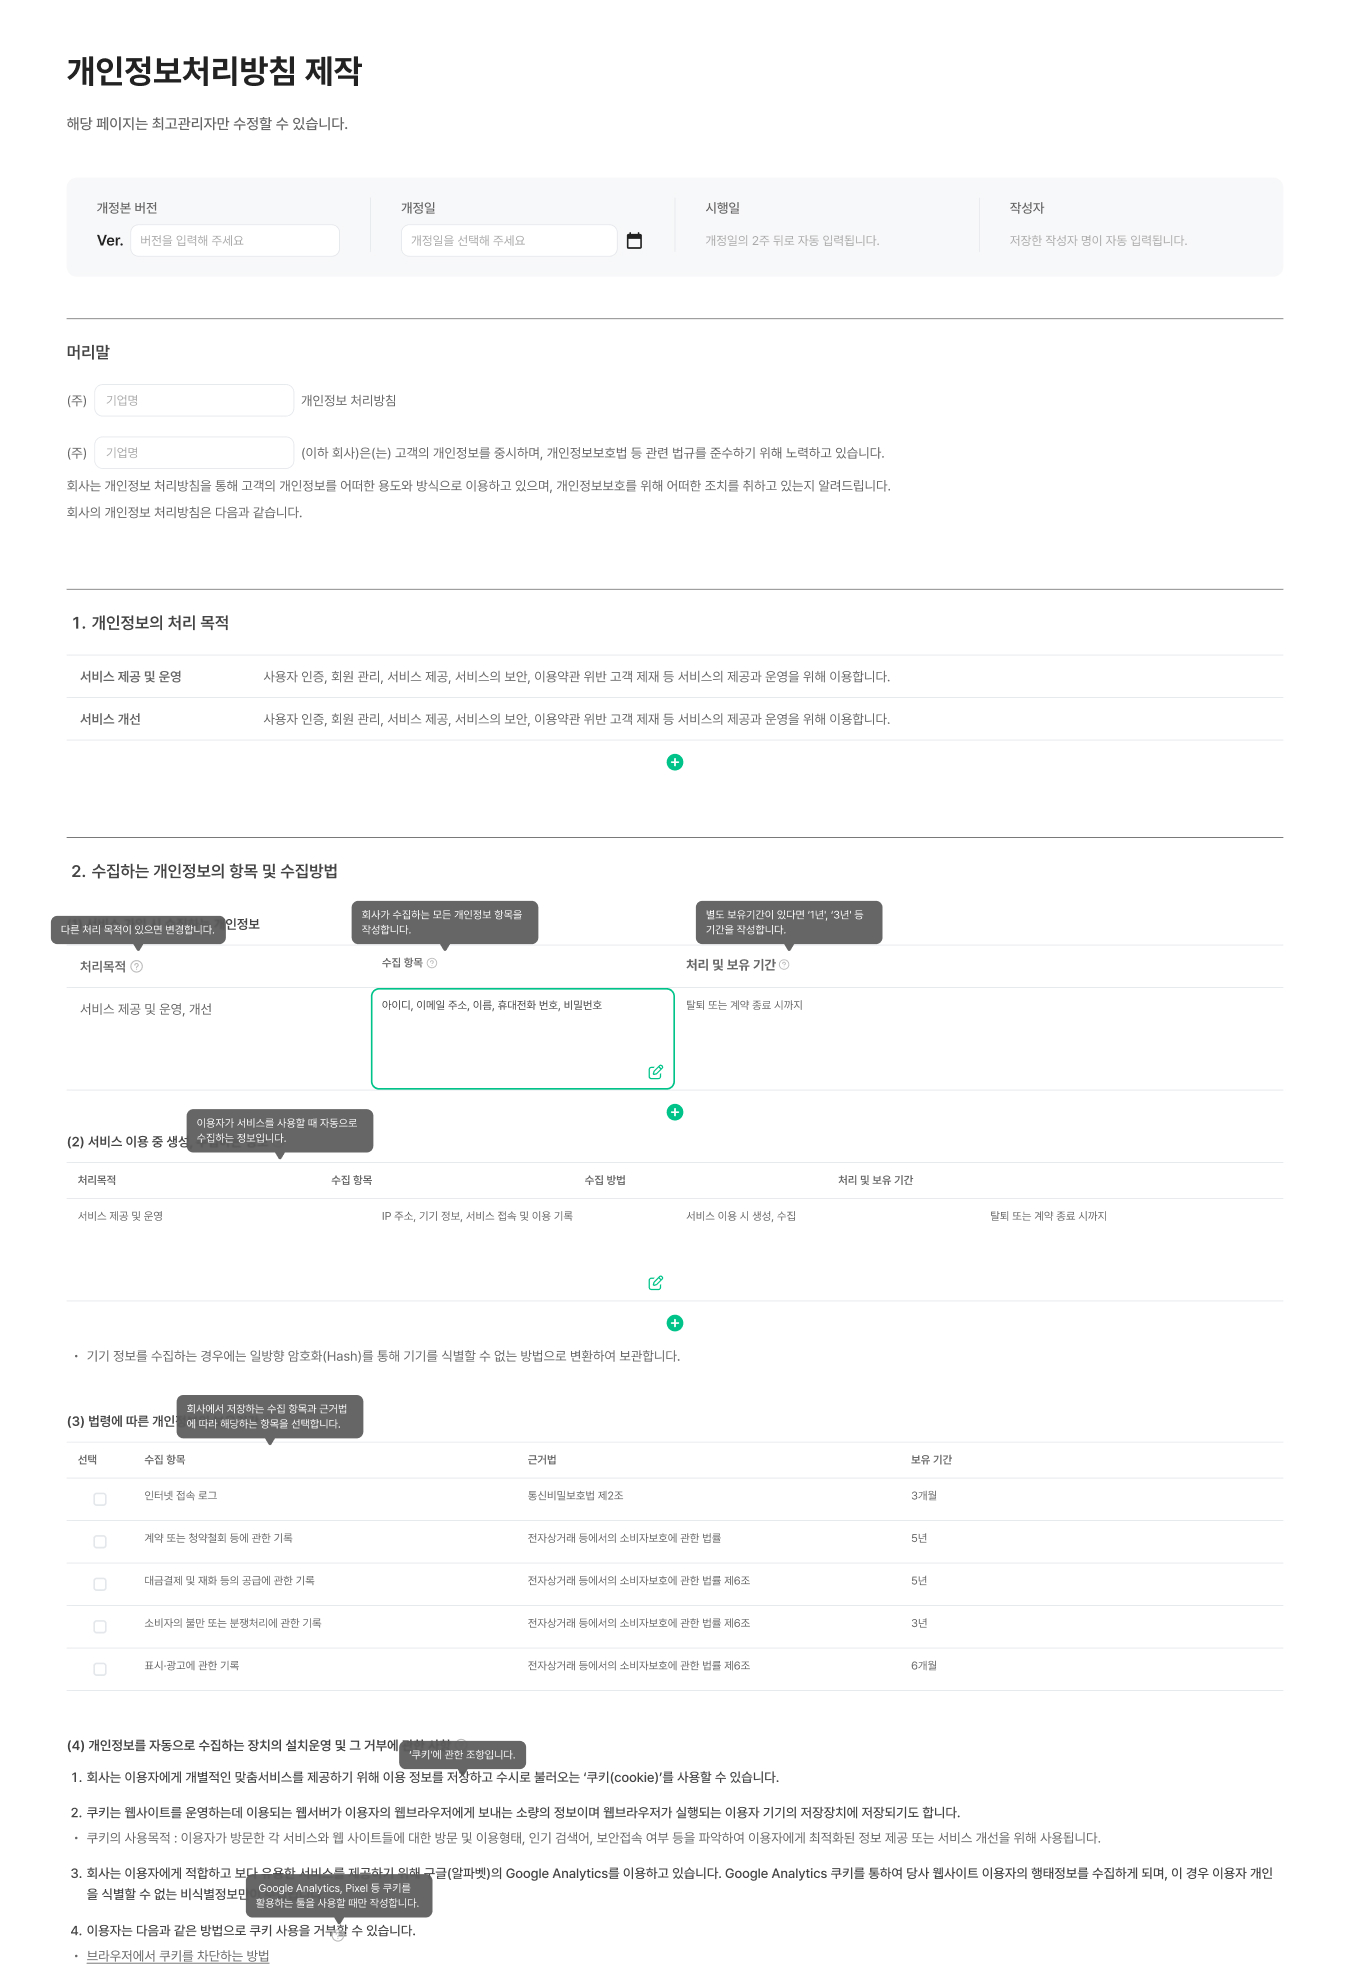 개인정보처리방침 제작
해당 페이지는 최고관리자만 수정할 수 있습니다.
개정본 버전
Ver. 버전을 입력해 주세요
개정일
개정일을 선택해 주세요
시행일
개정일의 2주 뒤로 자동 입력됩니다.
작성자
저장한 작성자 명이 자동 입력됩니다.
머리말
(주) 기업명 개인정보 처리방침
(주) 기업명 (이하 회사)은(는) 고객의 개인정보를 중시하며, 개인정보보호법 등 관련 법규를 준수하기 위해 노력하고 있습니다.
회사는 개인정보 처리방침을 통해 고객의 개인정보를 어떠한 용도와 방식으로 이용하고 있으며, 개인정보보호를 위해 어떠한 조치를 취하고 있는지 알려드립니다.
회사의 개인정보 처리방침은 다음과 같습니다.
1. 개인정보의 처리 목적
서비스 제공 및 운영 사용자 인증, 회원 관리, 서비스 제공, 서비스의 보안, 이용약관 위반 고객 제재 등 서비스의 제공과 운영을 위해 이용합니다.
서비스 개선 사용자 인증, 회원 관리, 서비스 제공, 서비스의 보안, 이용약관 위반 고객 제재 등 서비스의 제공과 운영을 위해 이용합니다.
2. 수집하는 개인정보의 항목 및 수집방법
개인정보
다른 처리 목적이 있으면 변경합니다.
회사가 수집하는 모든 개인정보 항목을
작성합니다.
별도 보유기간이 있다면 '1년', '3년' 등
기간을 작성합니다.
처리목적 수집 항목 처리 및 보유 기간
서비스 제공 및 운영, 개선 아이디, 이메일 주소, 이름, 휴대전화 번호, 비밀번호 탈퇴 또는 계약 종료 시까지
이용자가 서비스를 사용할 때 자동으로
수집하는 정보입니다.
(2) 서비스 이용 중 생성
처리목적 수집 항목 수집 방법 처리 및 보유 기간
서비스 제공 및 운영 IP 주소, 기기 정보, 서비스 접속 및 이용 기록 서비스 이용 시 생성, 수집 탈퇴 또는 계약 종료 시까지
· 기기 정보를 수집하는 경우에는 일방향 암호화(Hash)를 통해 기기를 식별할 수 없는 방법으로 변환하여 보관합니다.
회사에서 저장하는 수집 항목과 근거법
에 따라 해당하는 항목을 선택합니다.
(3) 법령에 따른 개인
선택 수집 항목 근거법 보유 기간
인터넷 접속 로그 통신비밀보호법 제2조 3개월
계약 또는 청약철회 등에 관한 기록 전자상거래 등에서의 소비자보호에 관한 법률 5년
대금결제 및 재화 등의 공급에 관한 기록 전자상거래 등에서의 소비자보호에 관한 법률 제6조 5년
소비자의 불만 또는 분쟁처리에 관한 기록 전자상거래 등에서의 소비자보호에 관한 법률 제6조 3년
표시·광고에 관한 기록 전자상거래 등에서의 소비자보호에 관한 법률 제6조 6개월
(4) 개인정보를 자동으로 수집하는 장치의 설치운영 및 그 거부에
'쿠키'에 관한 조항입니다.
1. 회사는 이용자에게 개별적인 맞춤서비스를 제공하기 위해 이용 정보를 저장하고 수시로 불러오는 '쿠키(cookie)'를 사용할 수 있습니다.
2. 쿠키는 웹사이트를 운영하는데 이용되는 웹서버가 이용자의 웹브라우저에게 보내는 소량의 정보이며 웹브라우저가 실행되는 이용자 기기의 저장장치에 저장되기도 합니다.
· 쿠키의 사용목적 : 이용자가 방문한 각 서비스와 웹 사이트들에 대한 방문 및 이용형태, 인기 검색어, 보안접속 여부 등을 파악하여 이용자에게 최적화된 정보 제공 또는 서비스 개선을 위해 사용됩니다.
3. 회사는 이용자에게 적합하고 보다 유용한 서비스를 제공하기 위해 구글(알파벳)의 Google Analytics를 이용하고 있습니다. Google Analytics 쿠키를 통하여 당사 웹사이트 이용자의 행태정보를 수집하게 되며, 이 경우 이용자 개인
을 식별할 수 없는 비식별정보만
Google Analytics, Pixel 등 쿠키를
활용하는 툴을 사용할 때만 작성합니다.
4. 이용자는 다음과 같은 방법으로 쿠키 사용을 거부할 수 있습니다.
· 브라우저에서 쿠키를 차단하는 방법